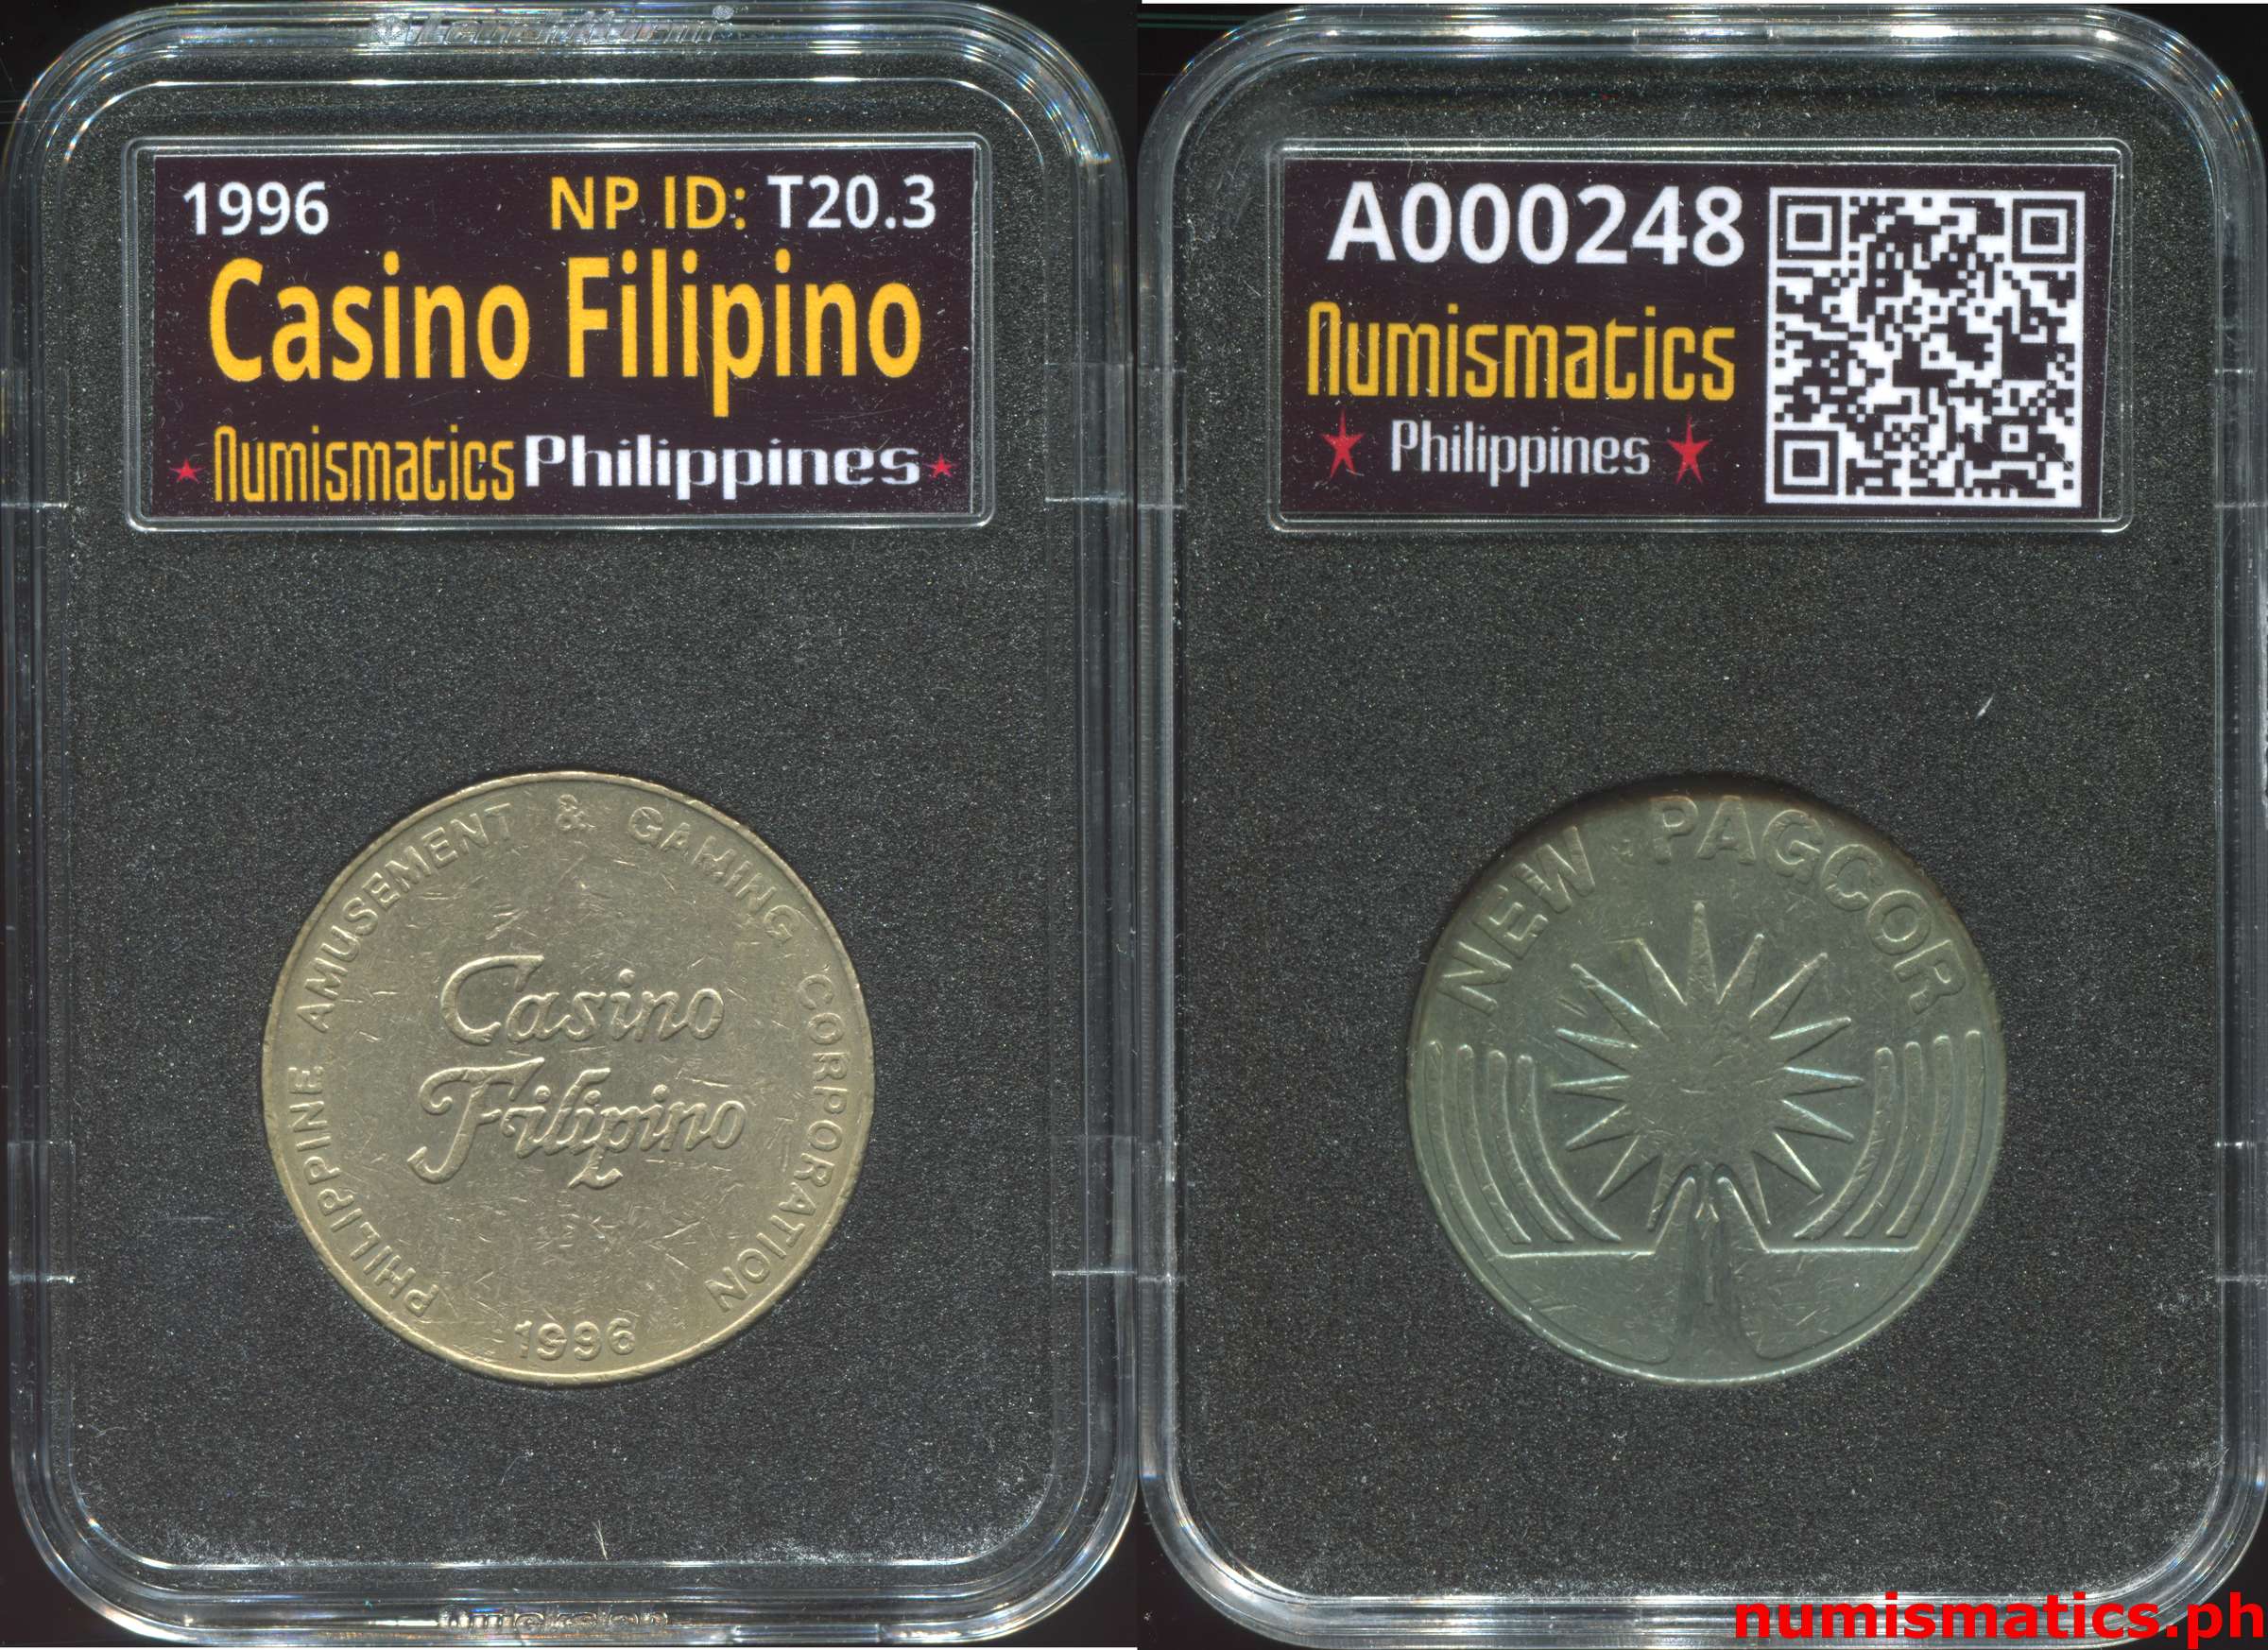 Leuchtturm
1996 NP ID: T20.3
Casino Filipino
Numismatics Philippines
PHILIPPINE AMUSEMENT & GAMING CORPORATION
Casino
Filipino
1996
A000248
Numismatics
Philippines
NEW PAGCOR
numismatics.ph